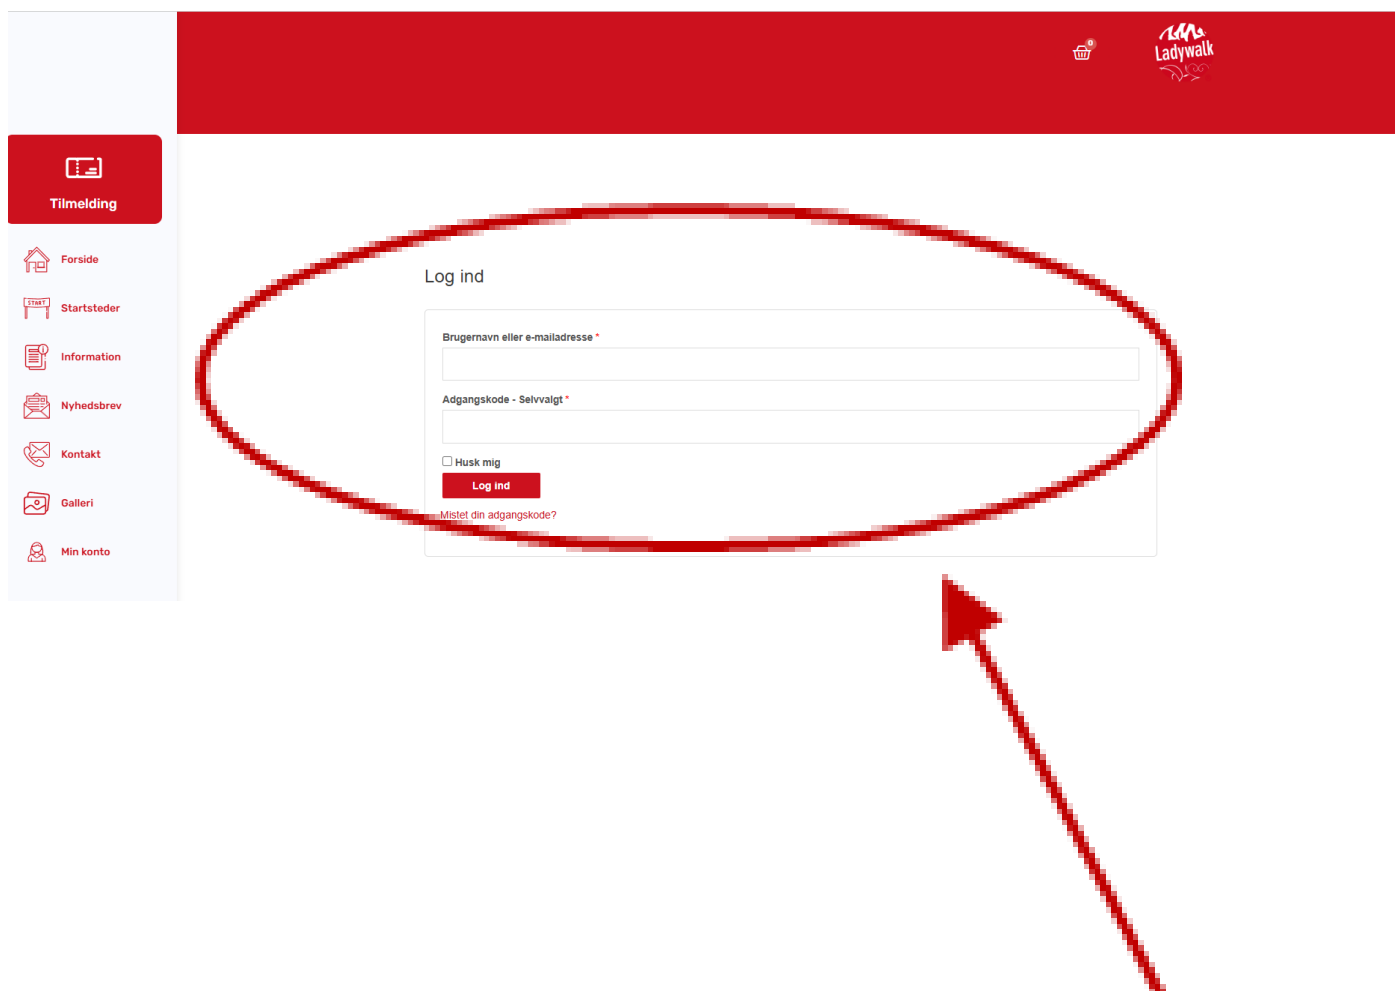 0
Ladywalk
Tilmelding
Forside
START
Startsteder
Information
Nyhedsbrev
Kontakt
Galleri
Min konto
Log ind
Brugernavn eller e-mailadresse *
Adgangskode - Selvvalgt *
Husk mig
Log ind
Mistet din adgangskode?